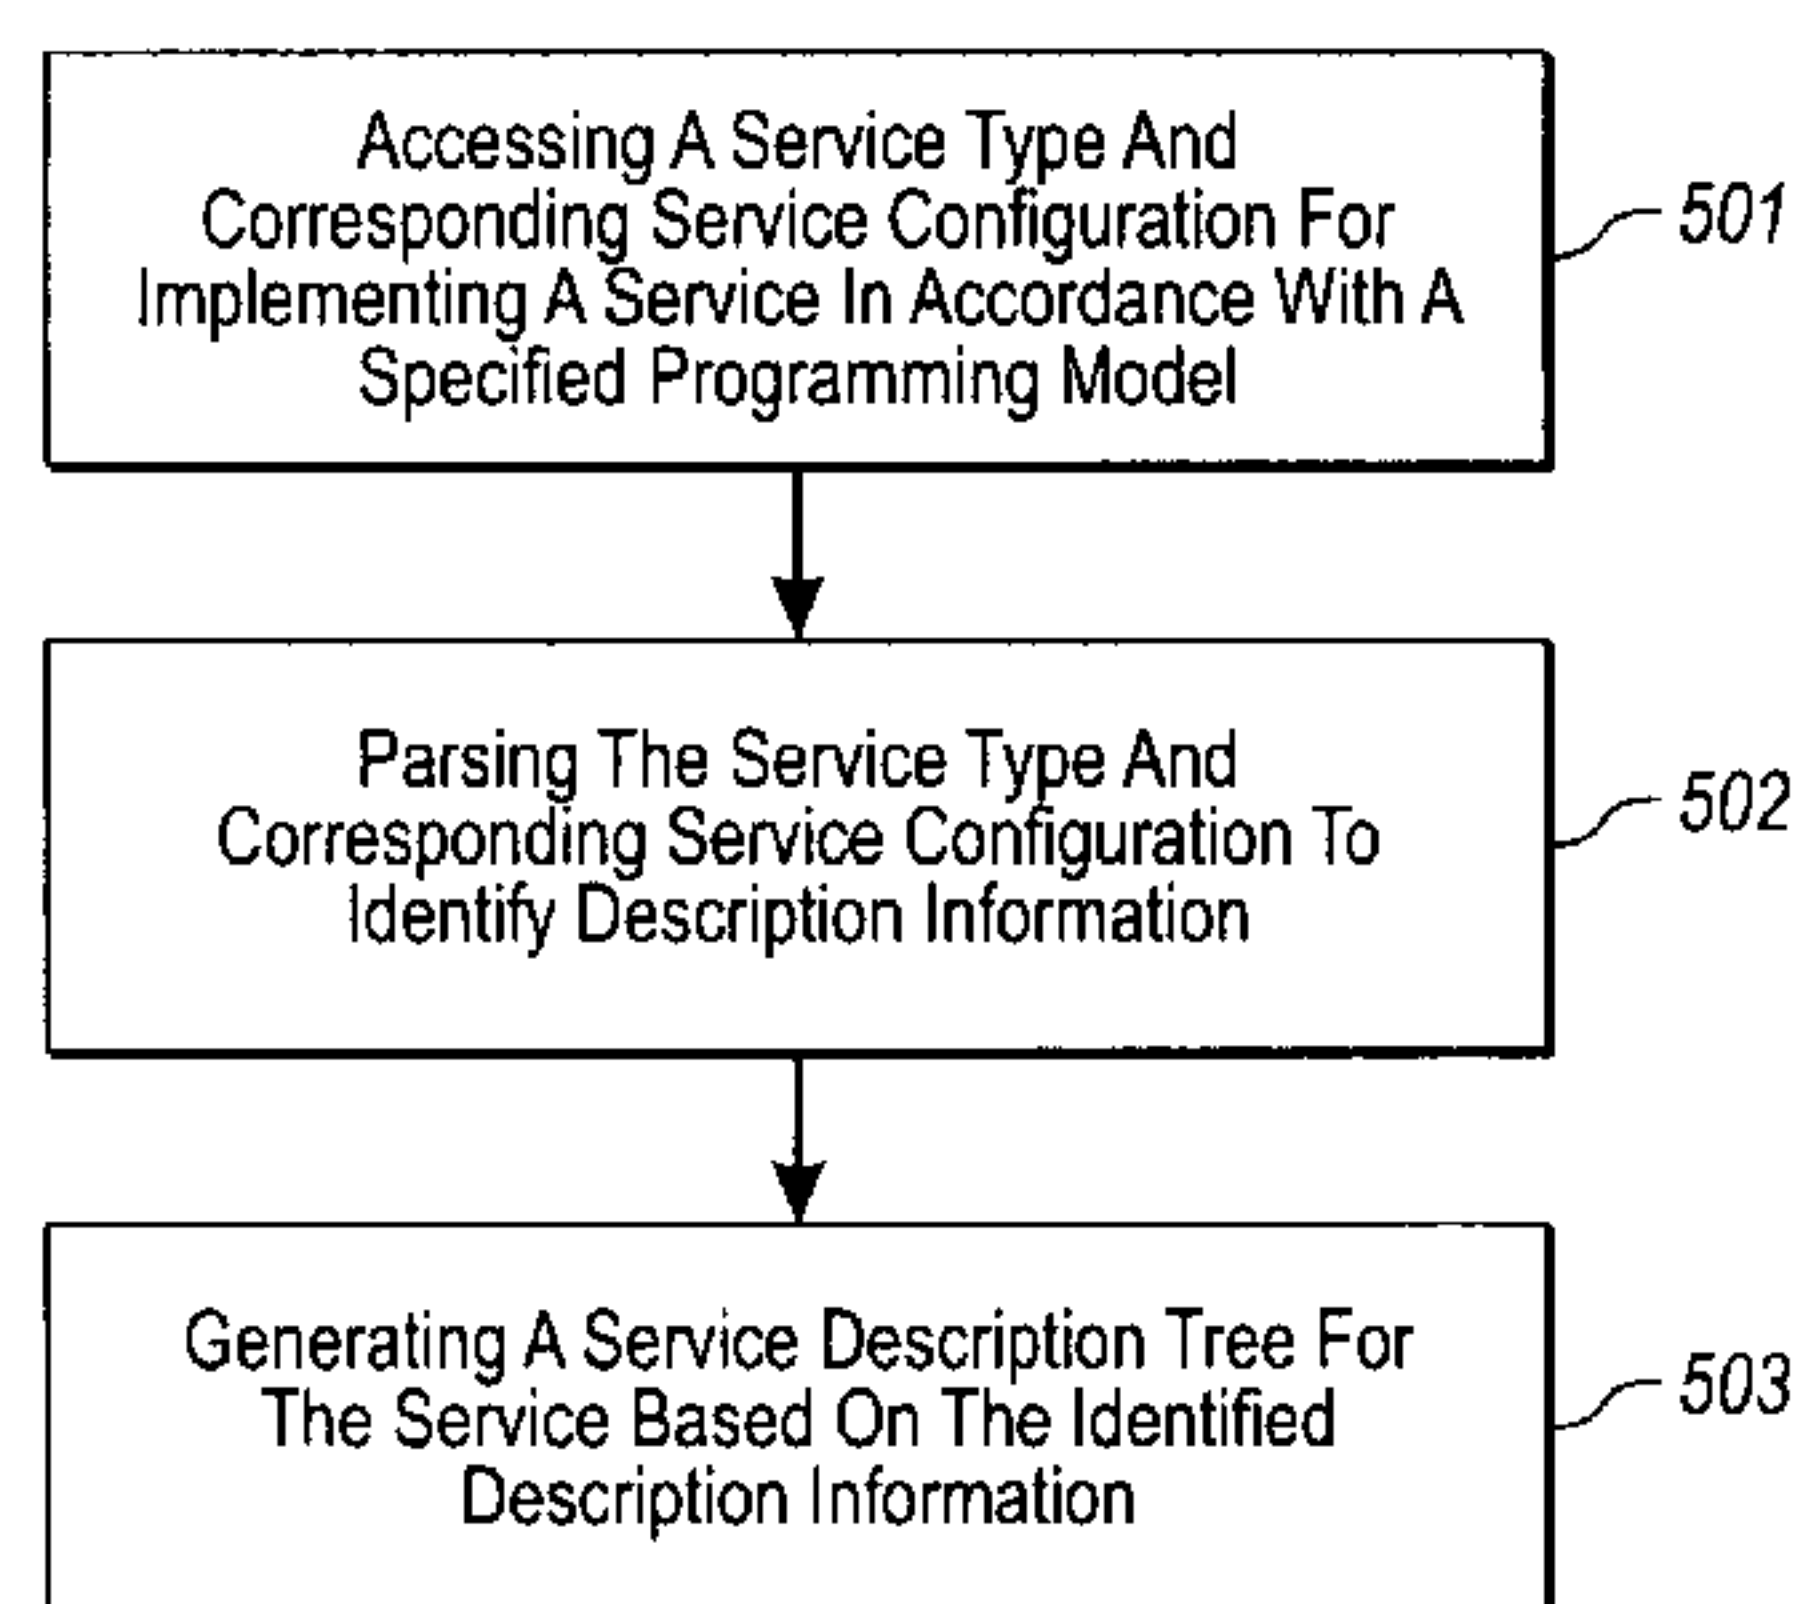 Accessing A Service Type And
Corresponding Service Configuration For
Implementing A Service In Accordance With A
Specified Programming Model
501
Parsing The Service Type And
Corresponding Service Configuration To
Identify Description Information
502
Generating A Service Description Tree For
The Service Based On The Identified
Description Information
503